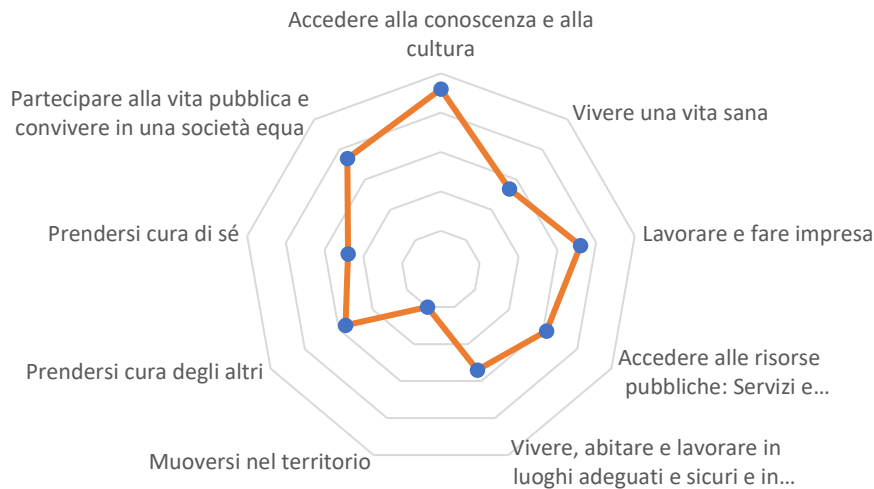 Accedere alla conoscenza e alla
cultura
Vivere una vita sana
Lavorare e fare impresa
Accedere alle risorse
pubbliche: Servizi e...
Vivere, abitare e lavorare in
luoghi adeguati e sicuri e in...
Muoversi nel territorio
Prendersi cura degli altri
Prendersi cura di sé
Partecipare alla vita pubblica e
convivere in una società equa